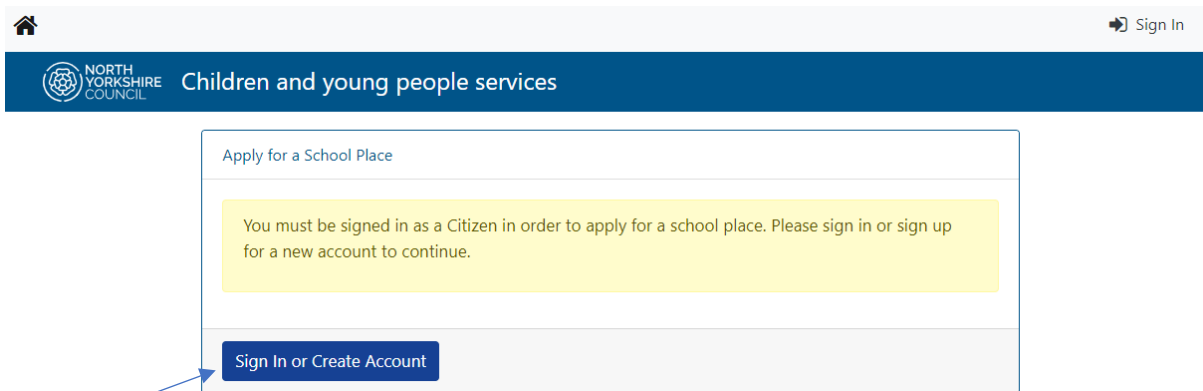 Sign In
NORTH
YORKSHIRE
COUNCIL
Children and young people services
Apply for a School Place
You must be signed in as a Citizen in order to apply for a school place. Please sign in or sign up
for a new account to continue.
Sign In or Create Account